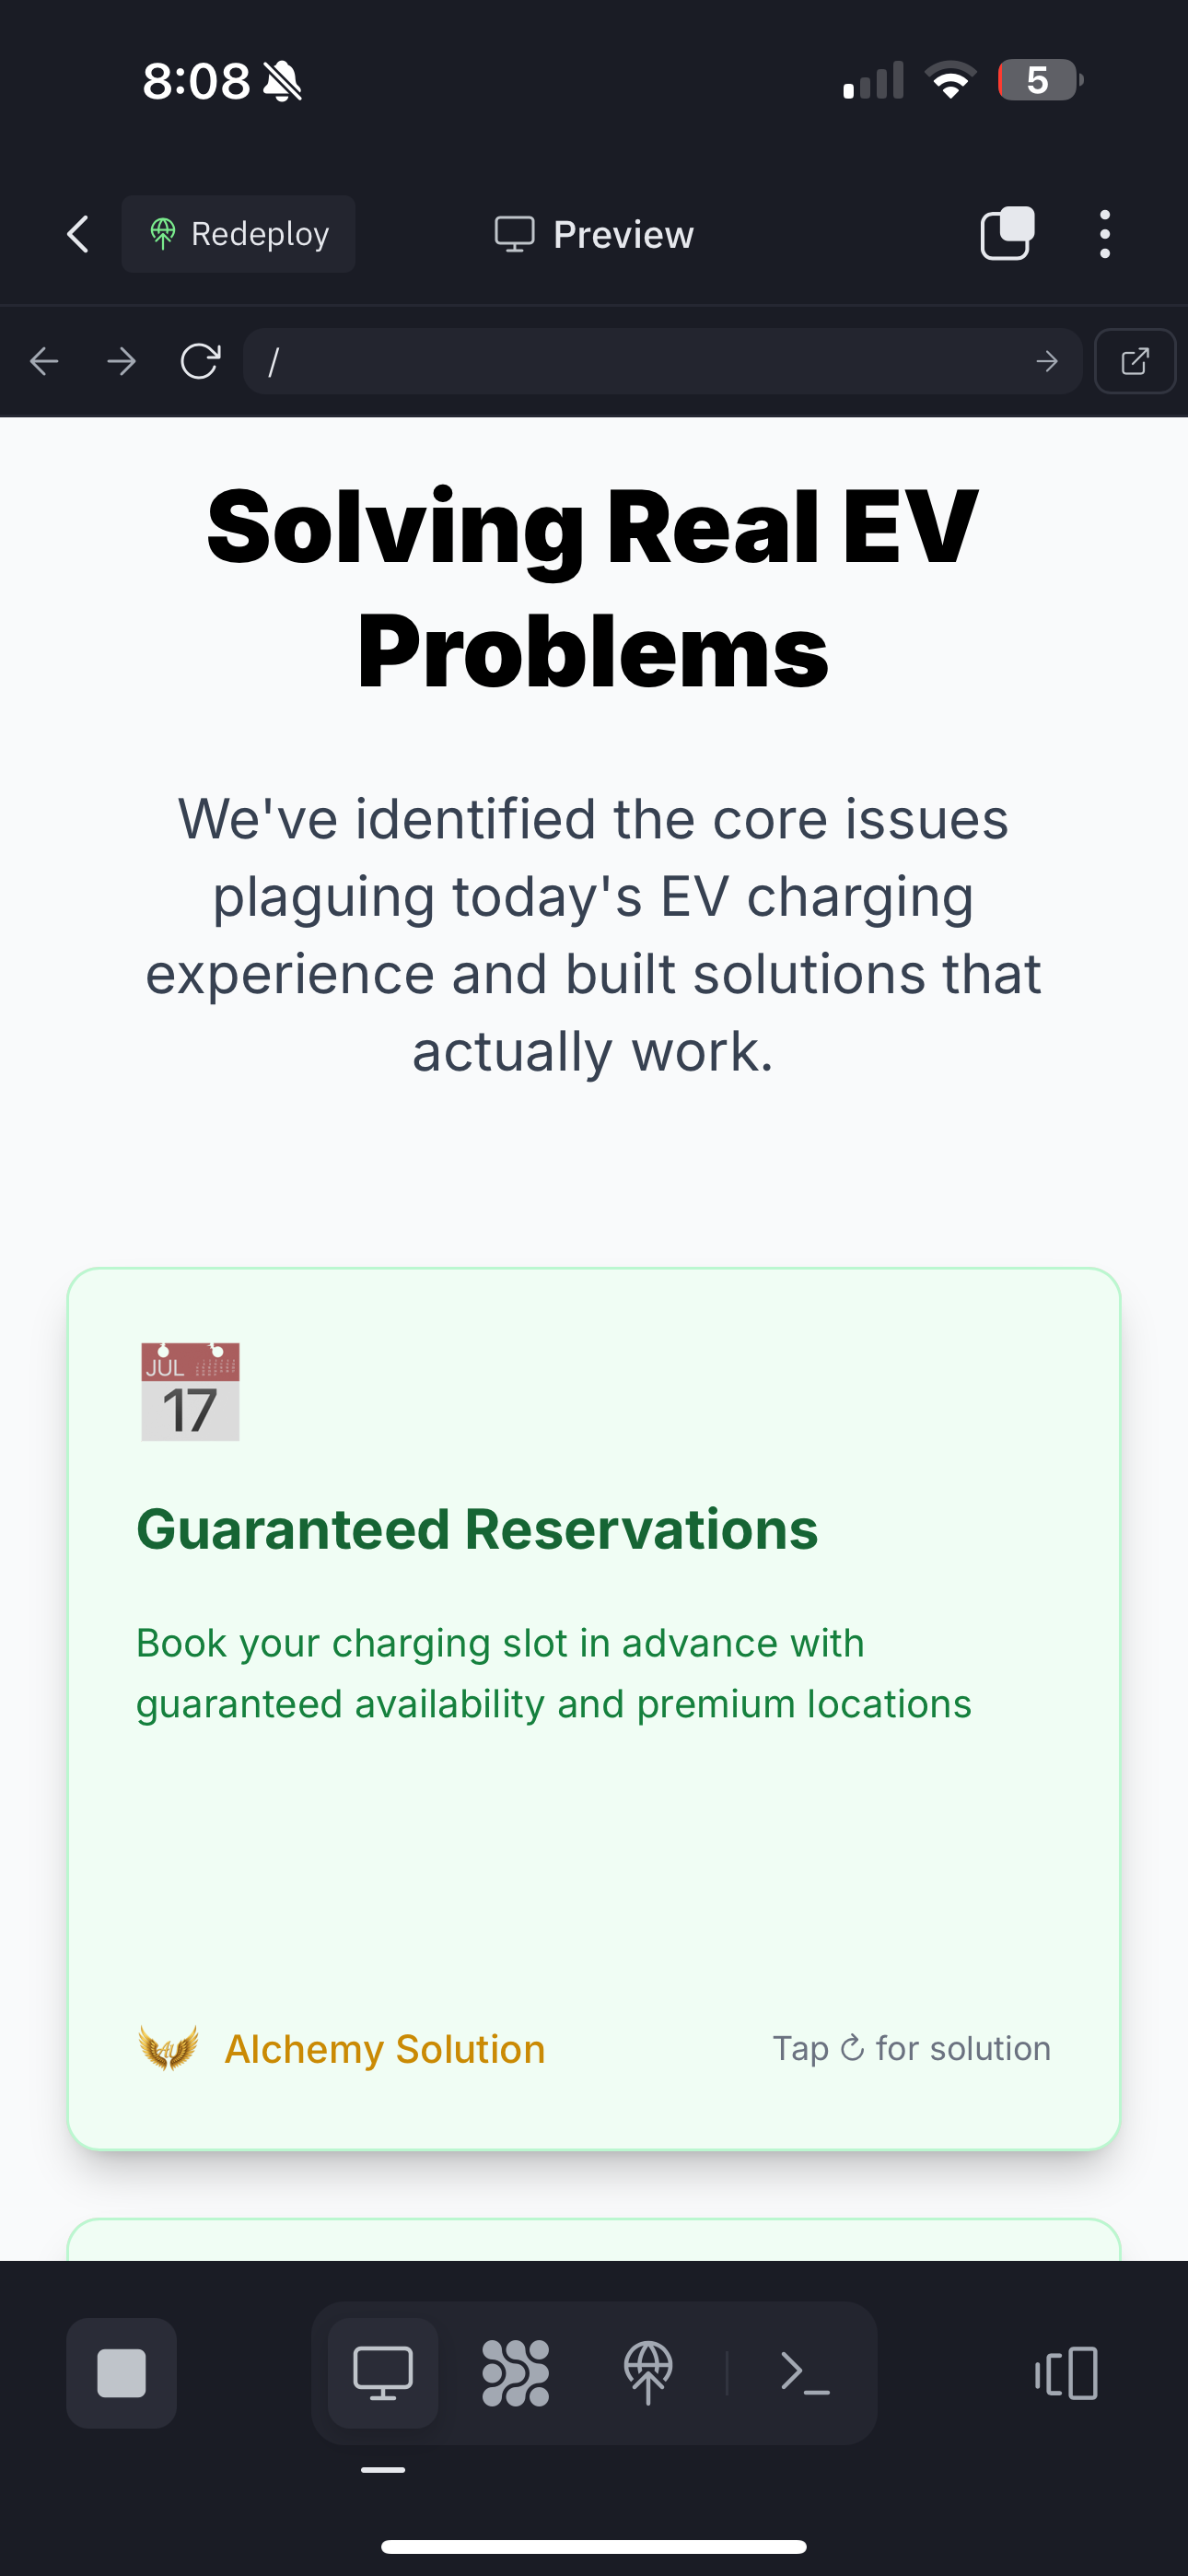 8:08
5
Redeploy
Preview
/
Solving Real EV
Problems
We've identified the core issues
plaguing today's EV charging
experience and built solutions that
actually work.
JUL
17
Guaranteed Reservations
Book your charging slot in advance with
guaranteed availability and premium locations
AU
Alchemy Solution
Tap ↻ for solution